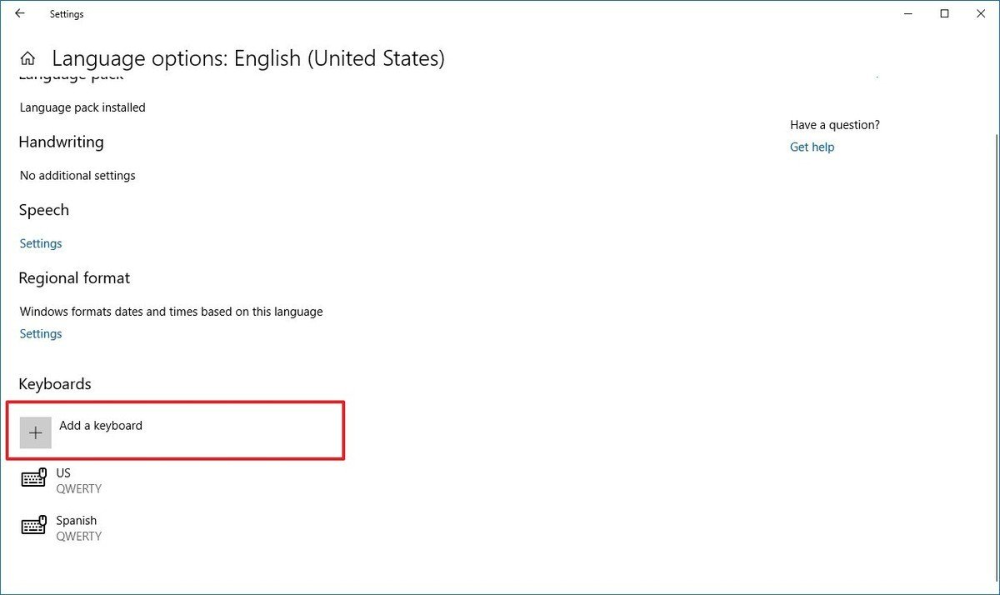 Settings
Language options: English (United States)
Language pack
Language pack installed
Handwriting
No additional settings
Speech
Settings
Regional format
Windows formats dates and times based on this language
Settings
Keyboards
Add a keyboard
US
QWERTY
Spanish
QWERTY
Have a question?
Get help